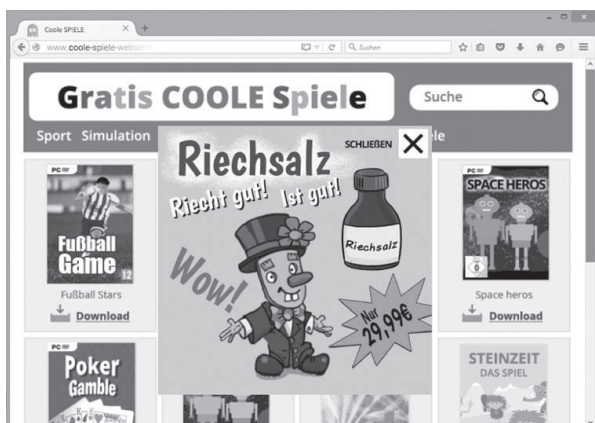 Coole SPIELE
www.coole-spiele-webseite
Suchen
Gratis COOLE Spiele
Suche
Sport Simulation
le
Riechsalz
SCHLIEßEN
Riecht gut! Ist gut!
Riechsalz
Wow!
Nur
29,99€
PC
Fußball
Game
12
Fußball Stars
Download
PC
SPACE HEROS
0
Space heros
Download
PC
Poker
Gamble
STEINZEIT
DAS SPIEL